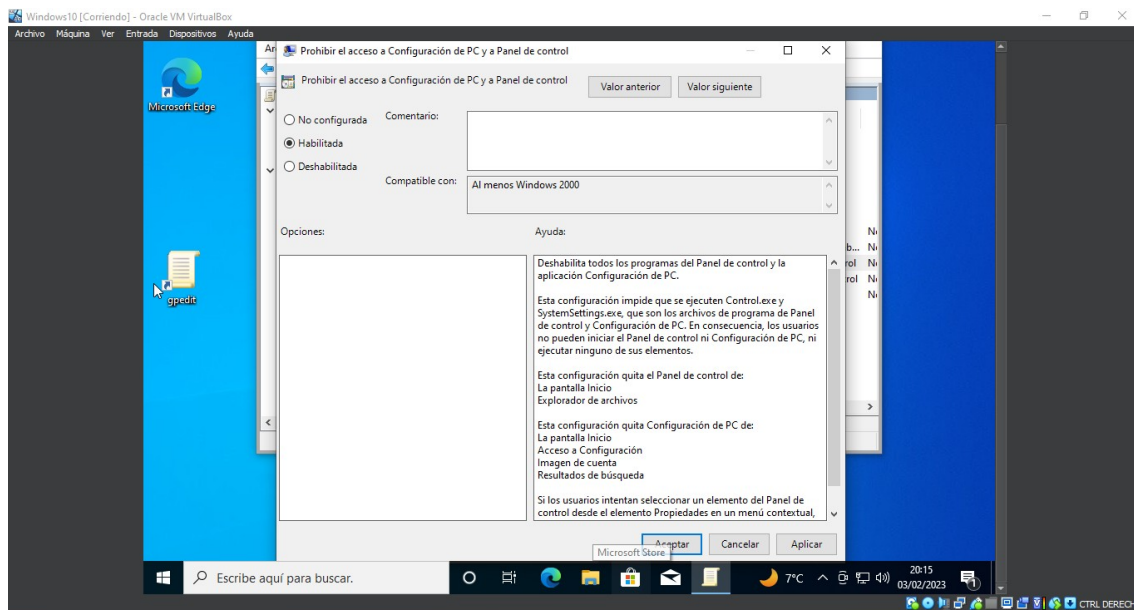 Windows10 [Corriendo] - Oracle VM VirtualBox
Archivo Máquina Ver Entrada Dispositivos Ayuda
Microsoft Edge
gpedit
Prohibir el acceso a Configuración de PC y a Panel de control
Prohibir el acceso a Configuración de PC y a Panel de control
Valor anterior
Valor siguiente
No configurada
Habilitada
Deshabilitada
Comentario:
Compatible con:
Al menos Windows 2000
Opciones:
Ayuda:
Deshabilita todos los programas del Panel de control y la
aplicación Configuración de PC.
Esta configuración impide que se ejecuten Control.exe y
SystemSettings.exe, que son los archivos de programa de Panel
de control y Configuración de PC. En consecuencia, los usuarios
no pueden iniciar el Panel de control ni Configuración de PC, ni
ejecutar ninguno de sus elementos.
Esta configuración quita el Panel de control de:
La pantalla Inicio
Explorador de archivos
Esta configuración quita Configuración de PC de:
La pantalla Inicio
Acceso a Configuración
Imagen de cuenta
Resultados de búsqueda
Si los usuarios intentan seleccionar un elemento del Panel de
control desde el elemento Propiedades en un menú contextual,
Aceptar
Cancelar
Aplicar
Microsoft Store
Escribe aquí para buscar.
7°C
20:15
03/02/2023
1
CTRL DERECH